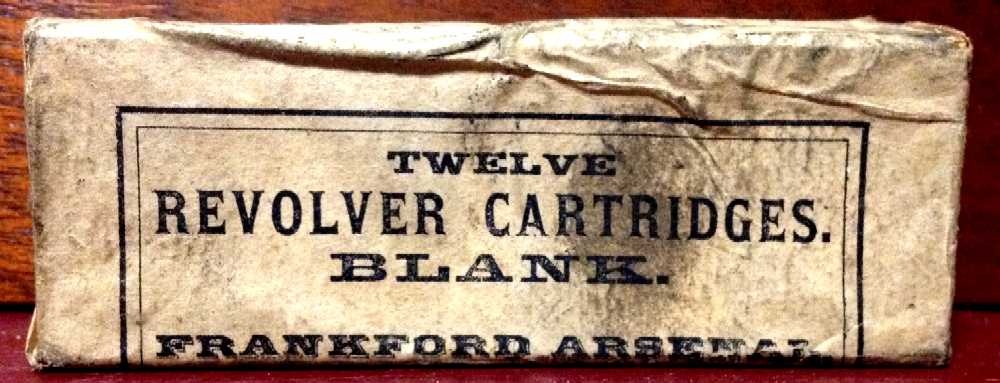 TWELVE
REVOLVER CARTRIDGES.
BLANK.
FRANKFORD ARSENAL.